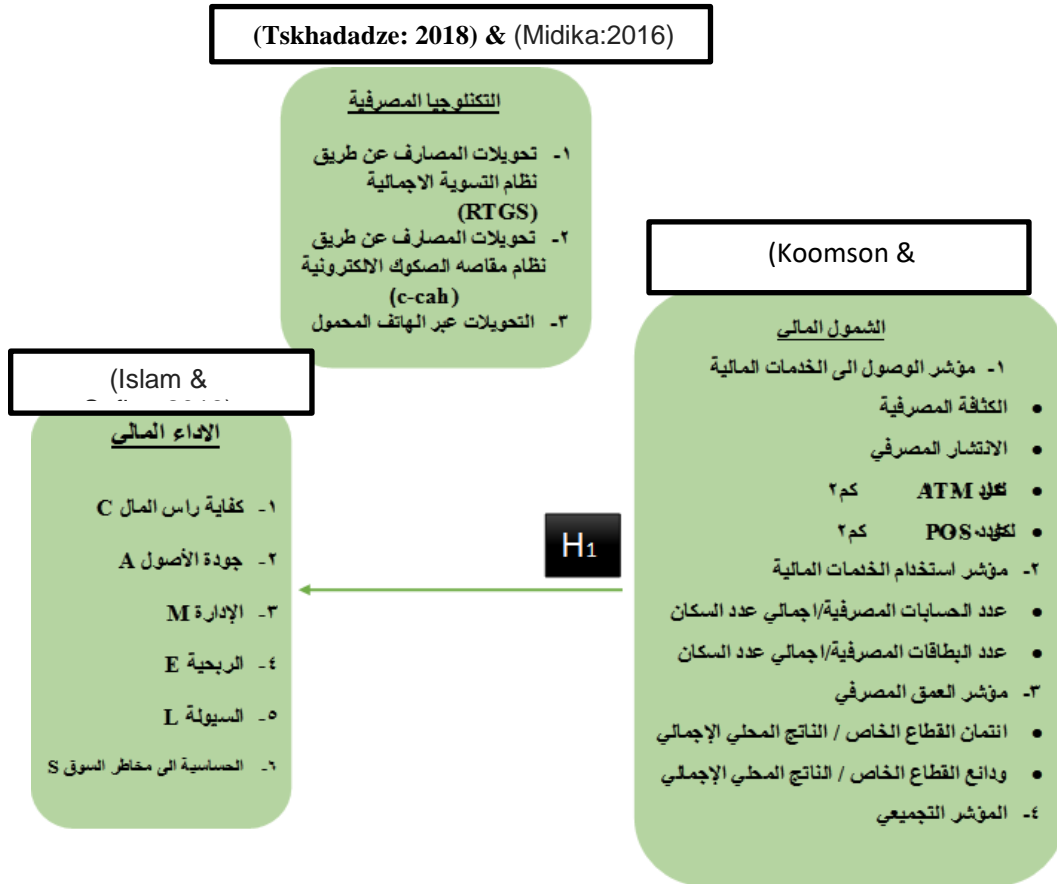 (Tskhadadze: 2018) & (Midika:2016)
التكنلوجيا المصرفية
١- تحويلات المصارف عن طريق
نظام التسوية الاجمالية
(RTGS)
٢- تحويلات المصارف عن طريق
نظام مقاصه الصكوك الالكترونية
(c-cah)
٣- التحويلات عبر الهاتف المحمول
(Koomson &
الشمول المالي
١- مؤشر الوصول الى الخدمات المالية
● الكثافة المصرفية
● الانتشار المصرفي
● ATM كم٢
● POS كم٢
٢- مؤشر استخدام الخدمات المالية
● عدد الحسابات المصرفية/اجمالي عدد السكان
● عدد البطاقات المصرفية/اجمالي عدد السكان
٣- مؤشر العمق المصرفي
● انتمان القطاع الخاص / الناتج المحلي الإجمالي
● ودائع القطاع الخاص / الناتج المحلي الإجمالي
٤- المؤشر التجميعي
H1
(Islam &
الاداء المالي
١- كفاية راس المال C
٢- جودة الأصول A
٣- الإدارة M
٤- الربحية E
٥- السيولة L
٦- الحساسية الى مخاطر السوق S